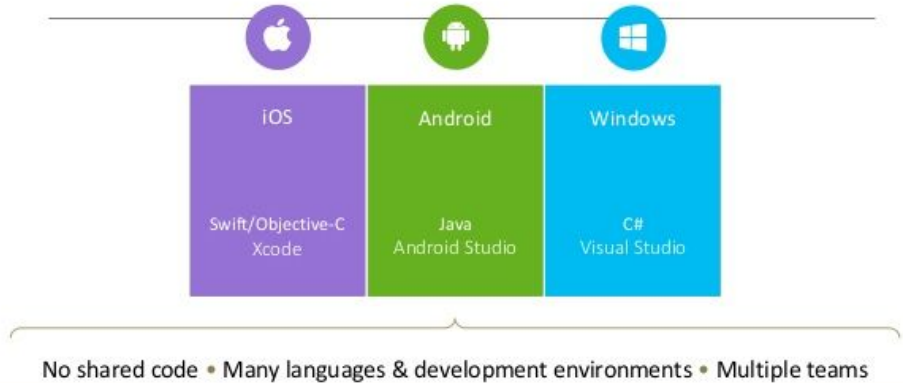 iOS
Android
Windows
Swift/Objective-C
Xcode
Java
Android Studio
C#
Visual Studio
No shared code • Many languages & development environments • Multiple teams